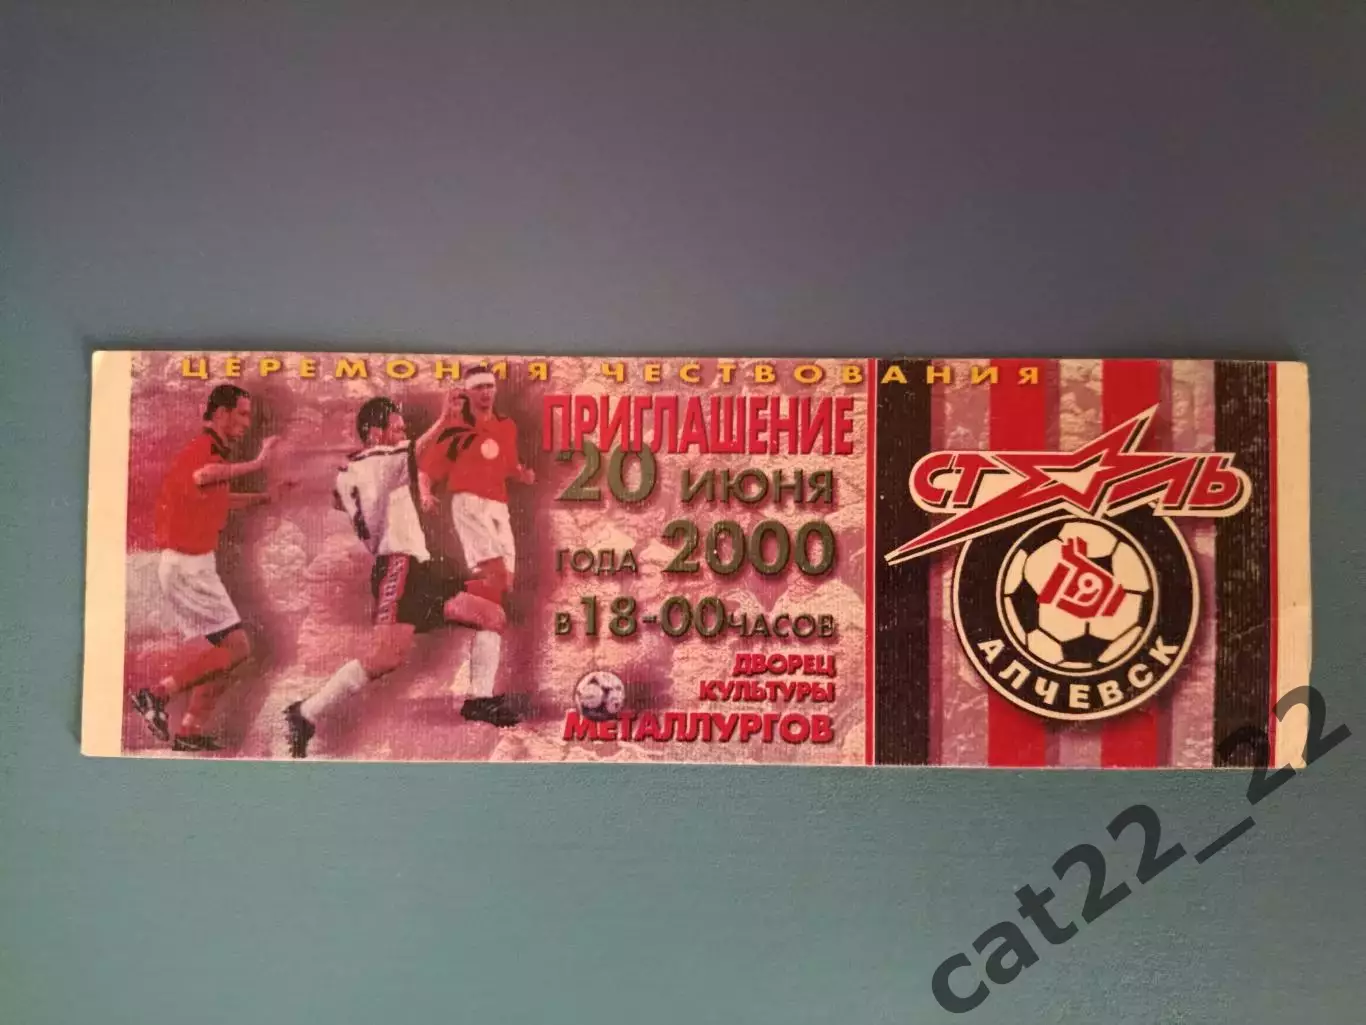 ЦЕРЕМОНИЯ ЧЕСТВОВАНИЯ
ПРИГЛАШЕНИЕ
20 ИЮНЯ
ГОДА 2000
В 18-00 ЧАСОВ
ДВОРЕЦ
КУЛЬТУРЫ
МЕТАЛЛУРГОВ
СТАЛЬ
АЛЧЕВСК
cat22_22